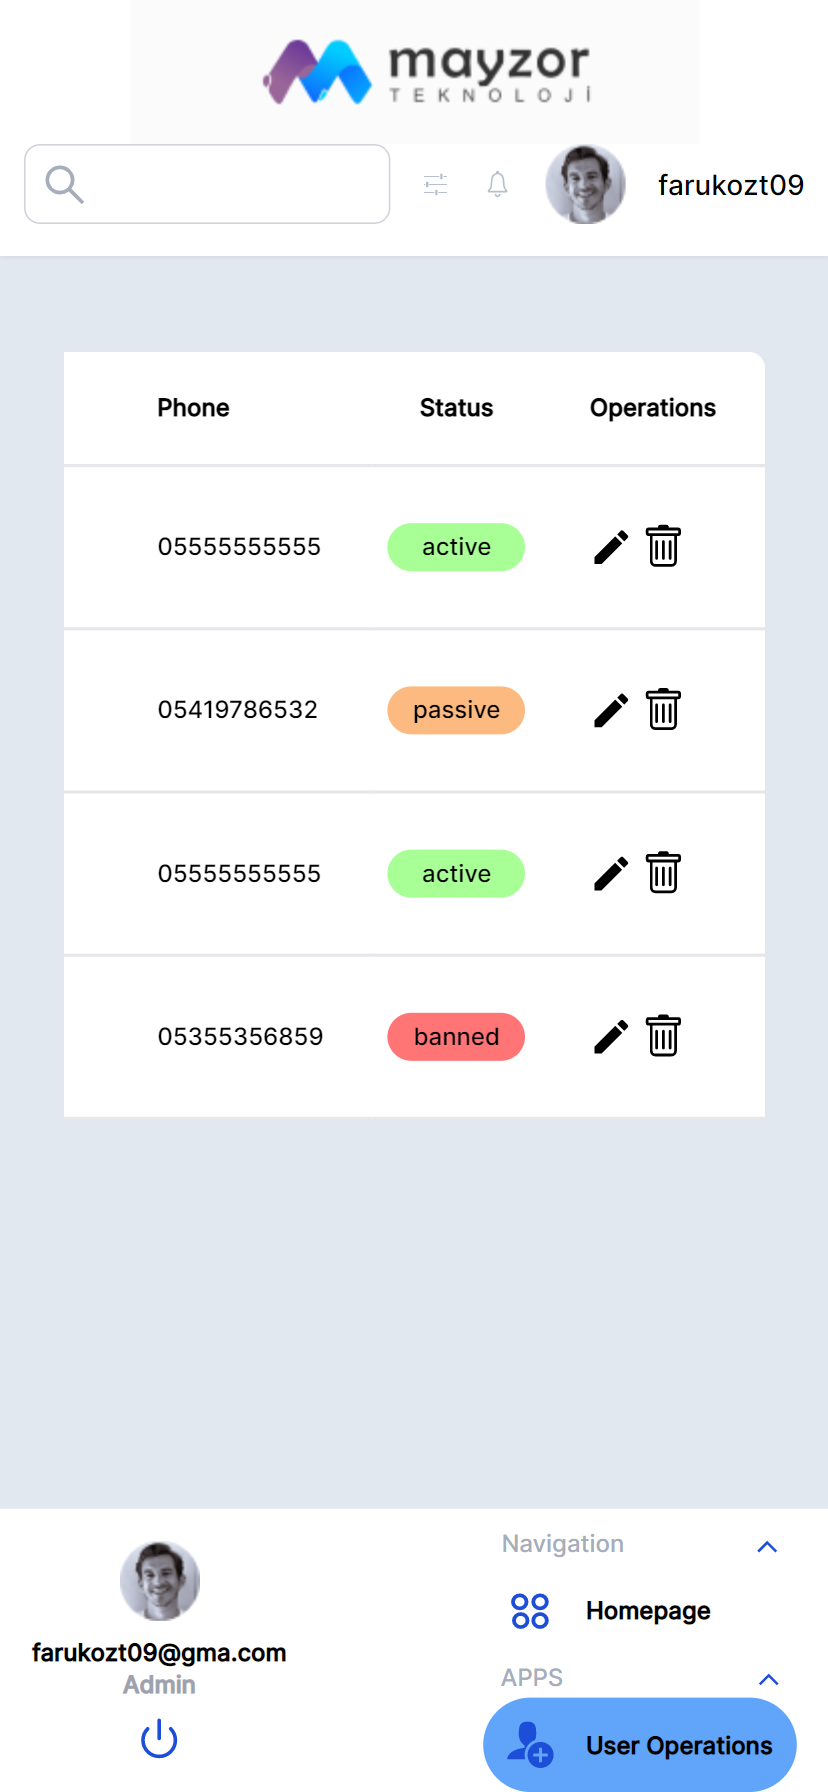 mayzor
TEKNOLOJİ
farukozt09
Phone Status Operations
05555555555 active
05419786532 passive
05555555555 active
05355356859 banned
farukozt09@gma.com
Admin
Navigation
Homepage
APPS
User Operations